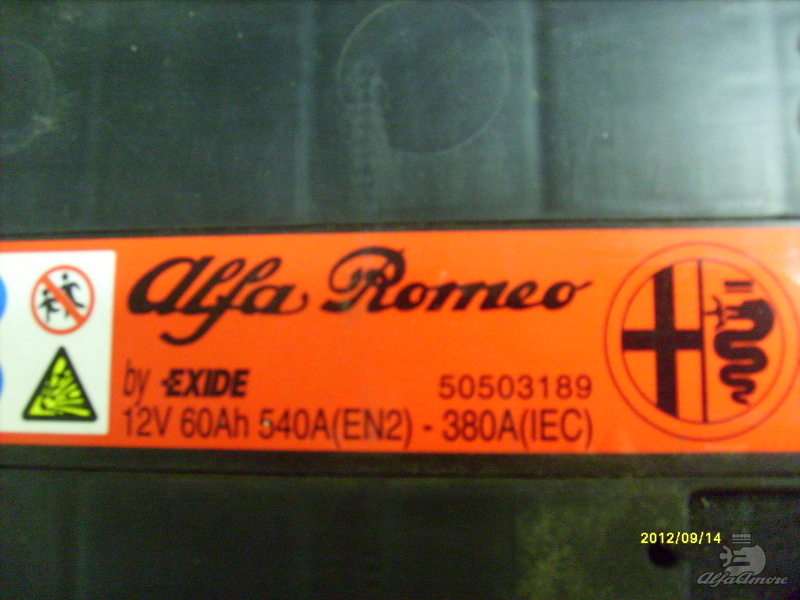 Alfa Romeo
by EXIDE 50503189
12V 60Ah 540A(EN2) - 380A(IEC)
2012/09/14
AlfaAmore